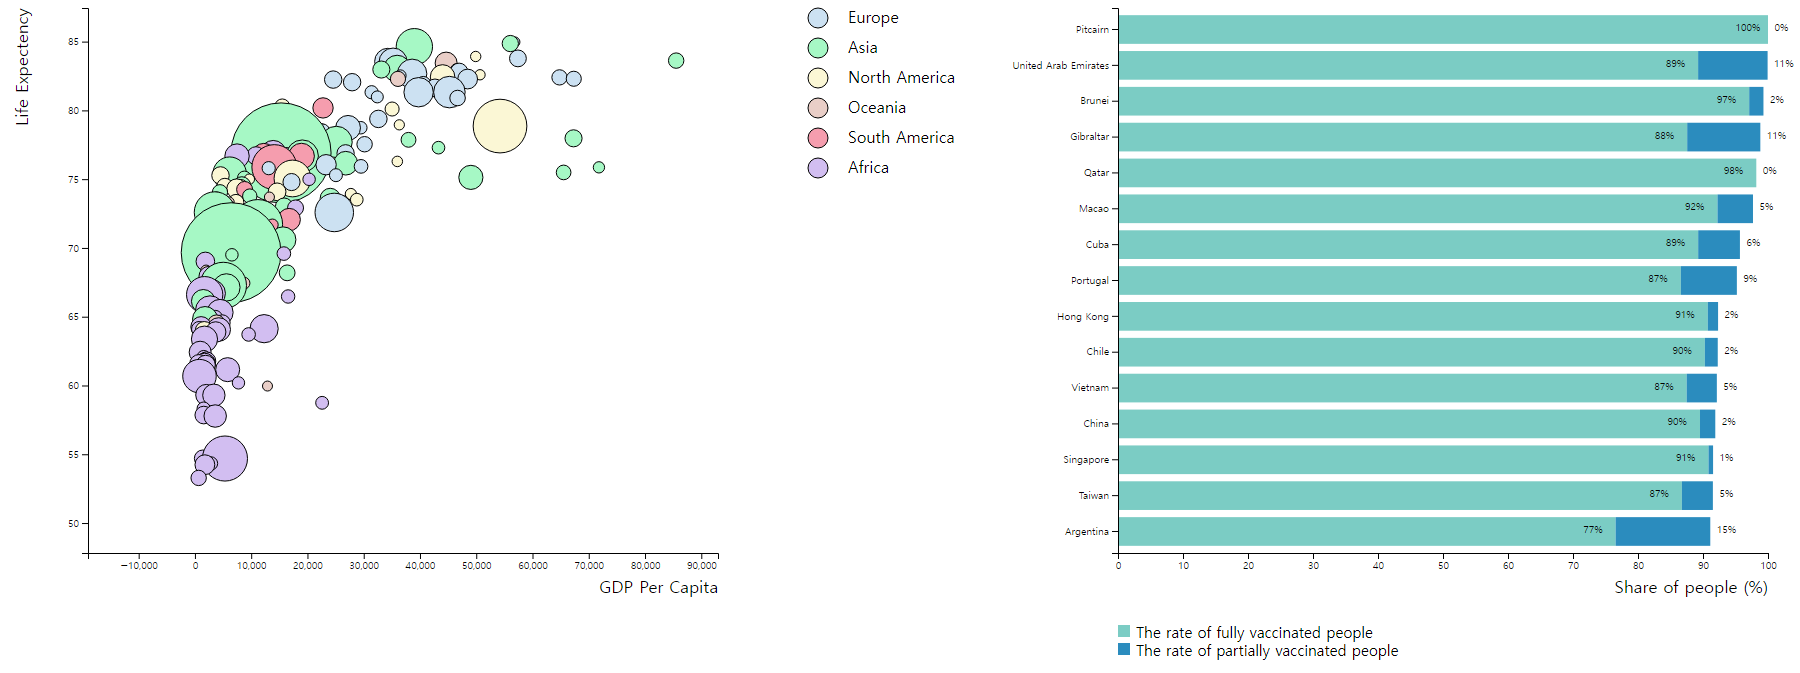 Life Expectency
85
80
75
70
65
60
55
50
−10,000 0 10,000 20,000 30,000 40,000 50,000 60,000 70,000 80,000 90,000
GDP Per Capita
Europe
Asia
North America
Oceania
South America
Africa
Pitcairn 100% 0%
United Arab Emirates 89% 11%
Brunei 97% 2%
Gibraltar 88% 11%
Qatar 98% 0%
Macao 92% 5%
Cuba 89% 6%
Portugal 87% 9%
Hong Kong 91% 2%
Chile 90% 2%
Vietnam 87% 5%
China 90% 2%
Singapore 91% 1%
Taiwan 87% 5%
Argentina 77% 15%
0 10 20 30 40 50 60 70 80 90 100
Share of people (%)
The rate of fully vaccinated people
The rate of partially vaccinated people